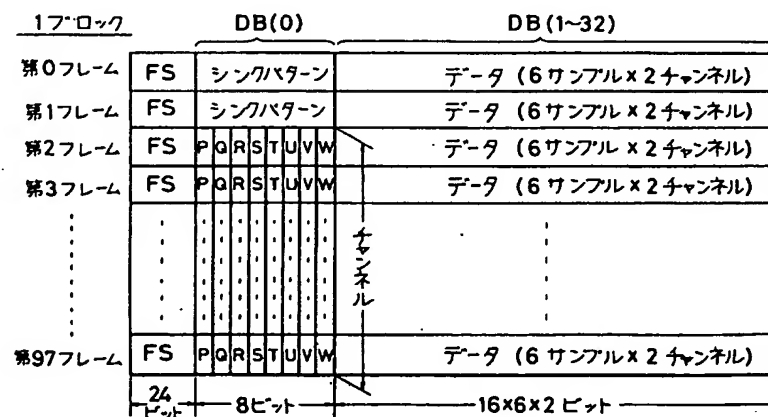 1ブロック DB(0) DB(1~32)
第0フレーム FS シンクパターン データ (6サンプル×2チャンネル)
第1フレーム FS シンクパターン データ (6サンプル×2チャンネル)
第2フレーム FS P Q R S T U V W データ (6サンプル×2チャンネル)
第3フレーム FS P Q R S T U V W データ (6サンプル×2チャンネル)
チャンネル
第97フレーム FS P Q R S T U V W データ (6サンプル×2チャンネル)
24ビット 8ビット 16×6×2ビット